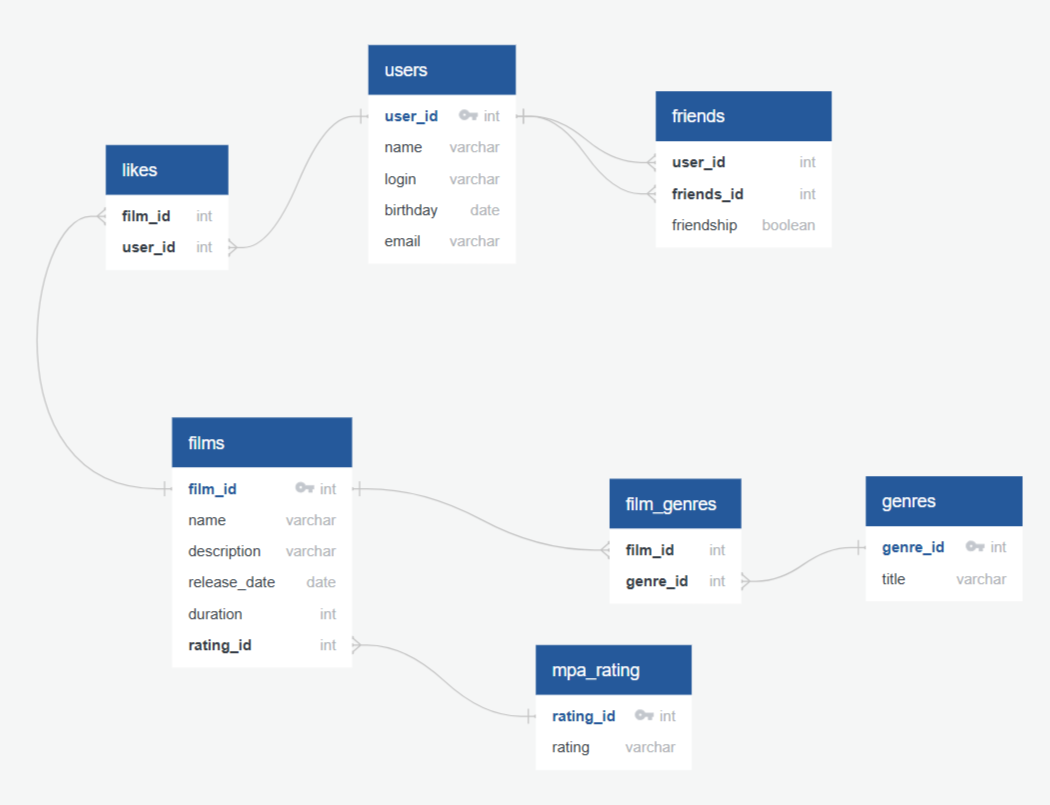 users
user_id int
name varchar
login varchar
birthday date
email varchar
friends
user_id int
friends_id int
friendship boolean
likes
film_id int
user_id int
films
film_id int
name varchar
description varchar
release_date date
duration int
rating_id int
film_genres
film_id int
genre_id int
genres
genre_id int
title varchar
mpa_rating
rating_id int
rating varchar